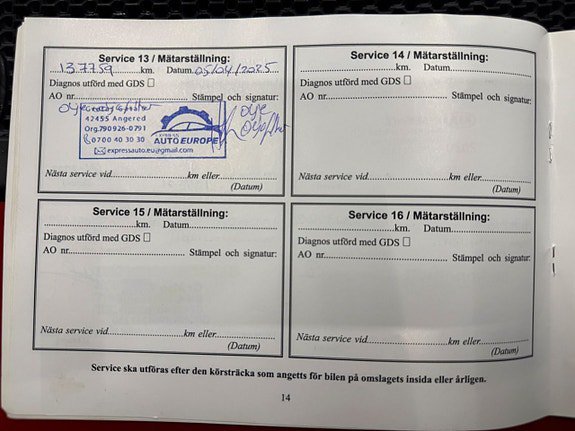 Service 13 / Mätarställning:
137759 km. Datum 05/04/2025
Diagnos utförd med GDS
AO nr. Stämpel och signatur:
42455 Angered
Org.790926-0791
0700 40 30 30
EXPRESS
AUTO EUROPE
expressauto.eu@gmail.com
Nästa service vid km eller
(Datum)
Service 14 / Mätarställning:
km. Datum
Diagnos utförd med GDS
AO nr. Stämpel och signatur:
Nästa service vid km eller
(Datum)
Service 15 / Mätarställning:
km. Datum
Diagnos utförd med GDS
AO nr. Stämpel och signatur:
Nästa service vid km eller
(Datum)
Service 16 / Mätarställning:
km. Datum
Diagnos utförd med GDS
AO nr. Stämpel och signatur:
Nästa service vid km eller
(Datum)
Service ska utföras efter den körsträcka som angetts för bilen på omslagets insida eller årligen.
14